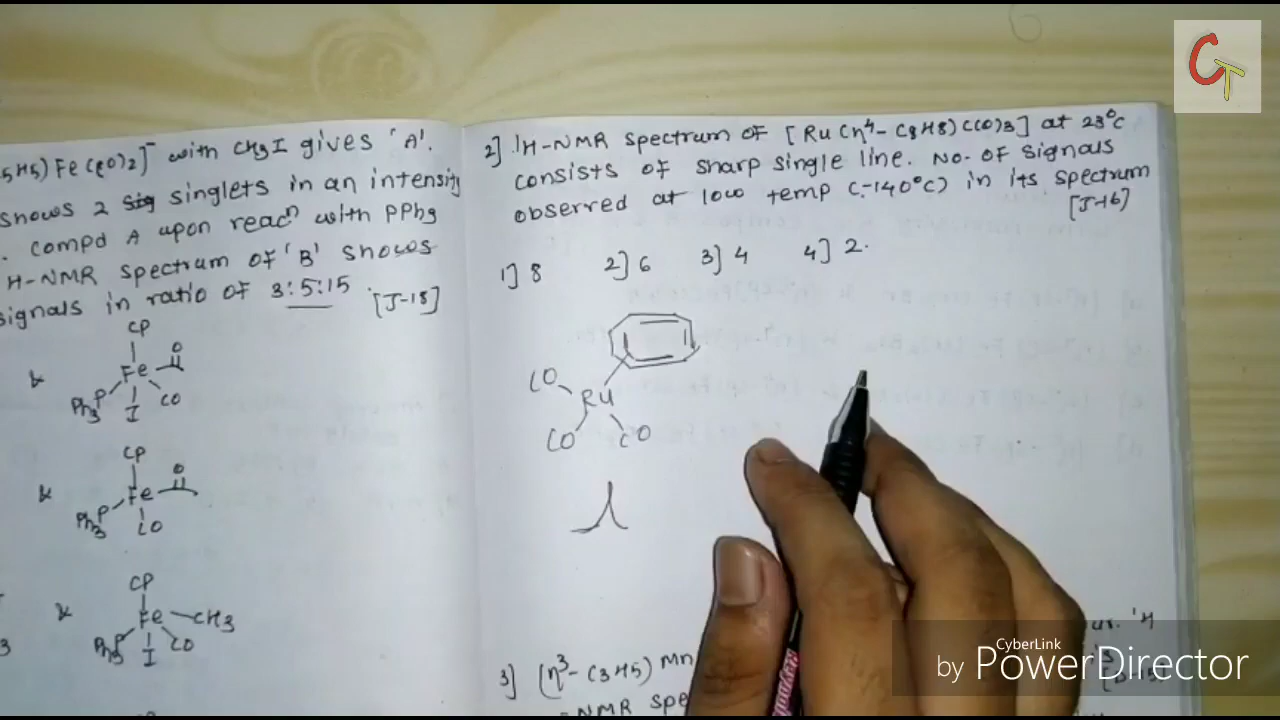 5H5) Fe(CO)2]⁻ with CH3I gives 'A'.
shows 2 singlets in an intensity
. compd A upon reacn with PPh3
H-NMR spectrum of 'B' shows
signals in ratio of 3:5:15 . [J-18]
CP
& Fe O
Ph3P I CO
CP
& Fe O
Ph3P CO
CP
& Fe CH3
Ph3P I CO
3
2] 1H-NMR spectrum of [Ru(η4-C8H8)(CO)3] at 23°C
consists of sharp single line. No. of signals
observed at low temp (-140°C) in its spectrum
[J-16]
1] 8 2] 6 3] 4 4] 2.
CO
Ru
CO CO
3] (η3-(C3H5) Mn
-NMR spe
'H
CT
CyberLink
by PowerDirector